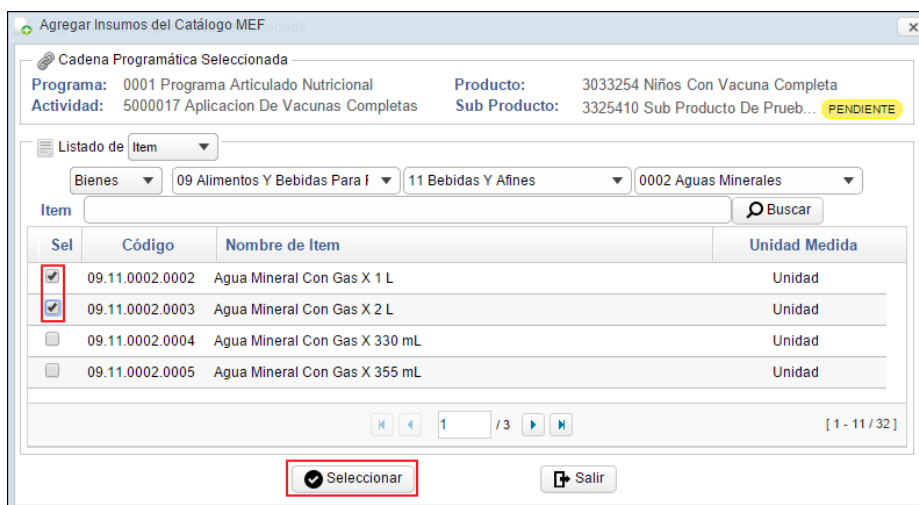 Agregar Insumos del Catálogo MEF
Cadena Programática Seleccionada
Programa: 0001 Programa Articulado Nutricional Producto: 3033254 Niños Con Vacuna Completa
Actividad: 5000017 Aplicacion De Vacunas Completas Sub Producto: 3325410 Sub Producto De Prueb... PENDIENTE
Listado de Item
Bienes 09 Alimentos Y Bebidas Para 11 Bebidas Y Afines 0002 Aguas Minerales
Item Buscar
Sel Código Nombre de Item Unidad Medida
09.11.0002.0002 Agua Mineral Con Gas X 1 L Unidad
09.11.0002.0003 Agua Mineral Con Gas X 2 L Unidad
09.11.0002.0004 Agua Mineral Con Gas X 330 mL Unidad
09.11.0002.0005 Agua Mineral Con Gas X 355 mL Unidad
1 / 3 [ 1 - 11 / 32 ]
Seleccionar Salir